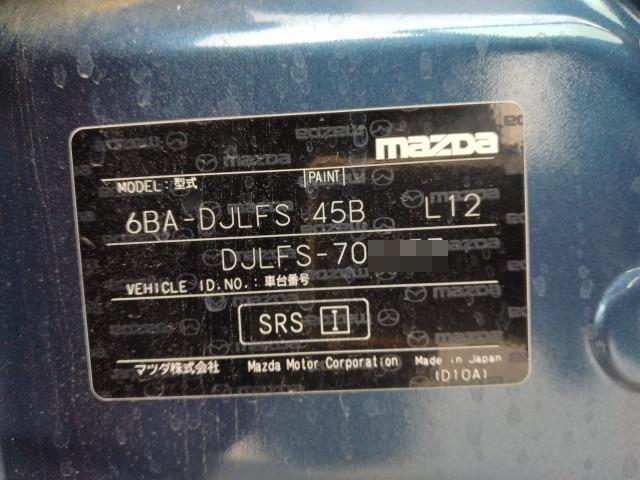 mazda
MODEL: 型式 PAINT
6BA-DJLFS 45B L12
DJLFS-70
VEHICLE ID.NO.: 車台番号
SRS I
マツダ株式会社 Mazda Motor Corporation Made in Japan
(D10A)